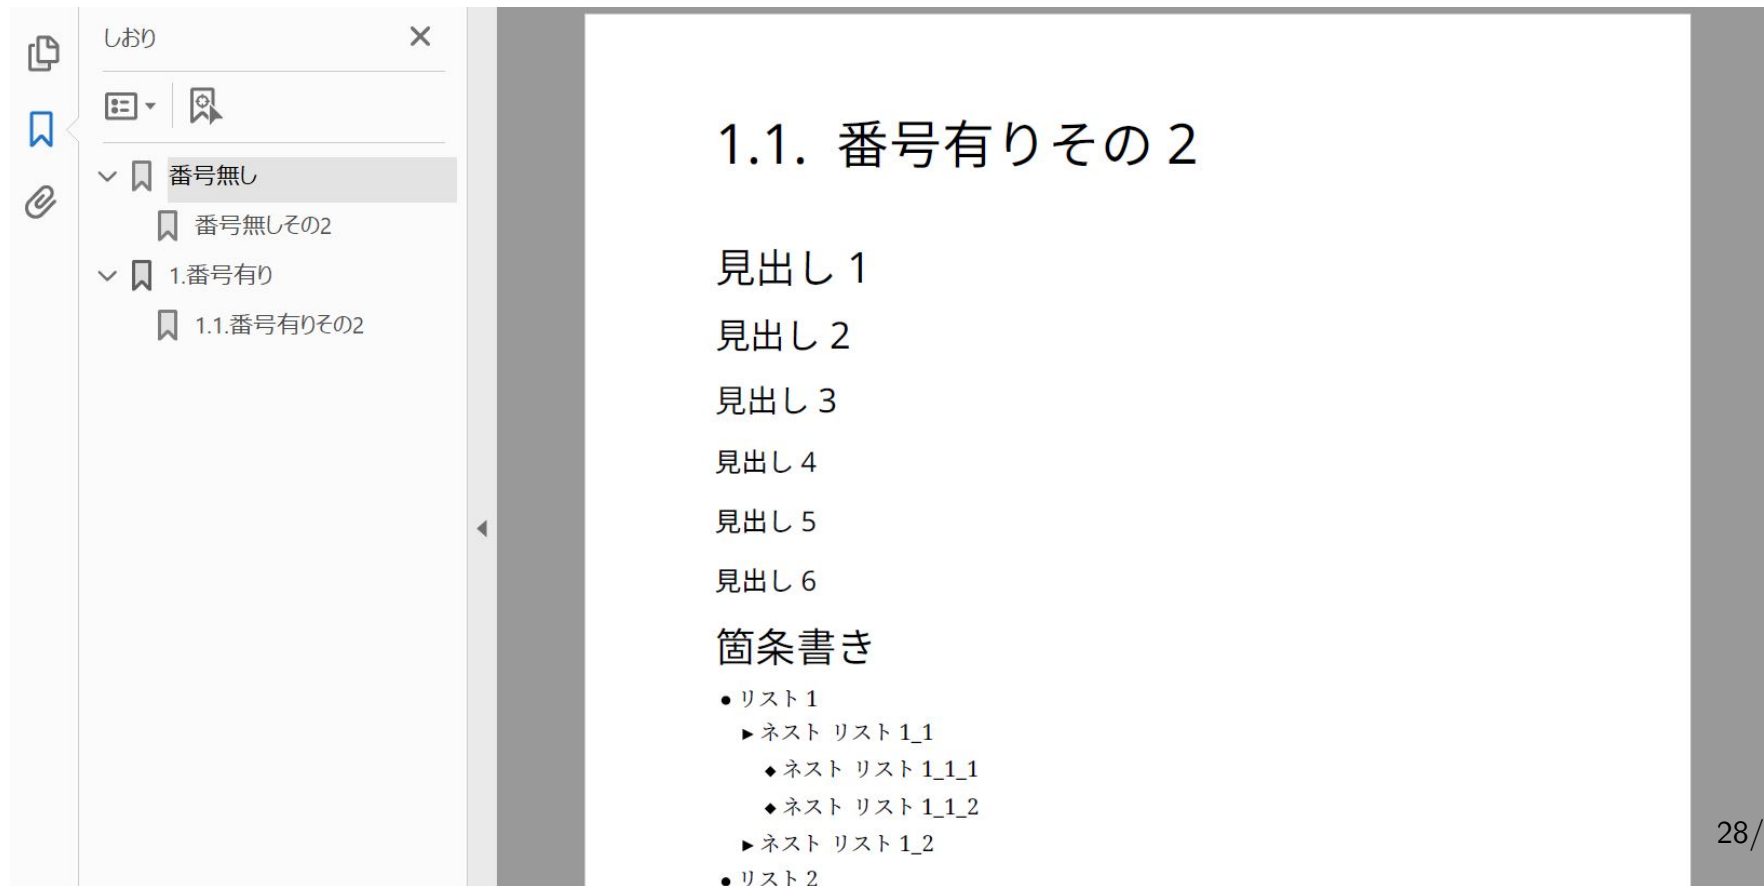 しおり
番号無し
番号無しその2
1.番号有り
1.1.番号有りその2
1.1. 番号有りその2
見出し 1
見出し 2
見出し 3
見出し 4
見出し 5
見出し 6
箇条書き
● リスト 1
▶ ネスト リスト 1_1
◆ ネスト リスト 1_1_1
◆ ネスト リスト 1_1_2
▶ ネスト リスト 1_2
● リスト 2
28/